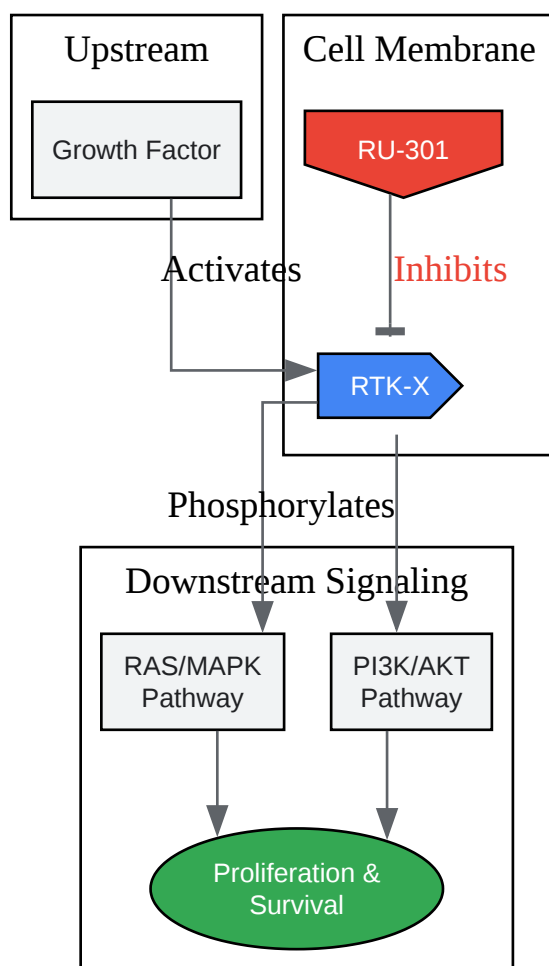 Upstream
Cell Membrane
Growth Factor
RU-301
Activates
Inhibits
RTK-X
Phosphorylates
Downstream Signaling
RAS/MAPK
Pathway
PI3K/AKT
Pathway
Proliferation &
Survival